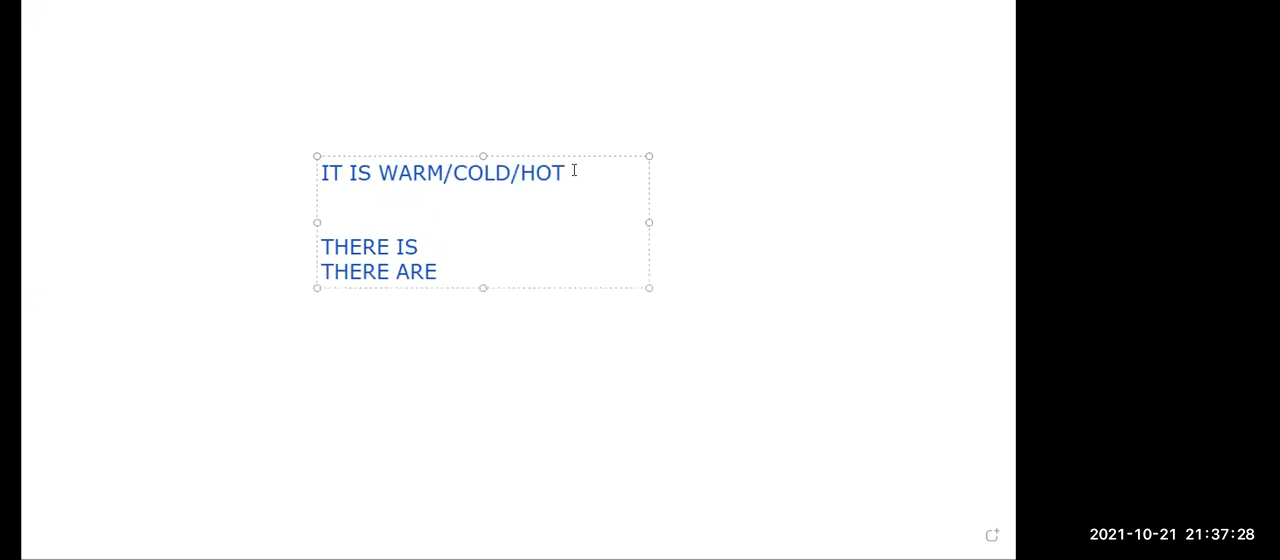 IT IS WARM/COLD/HOT
THERE IS
THERE ARE
2021-10-21 21:37:28